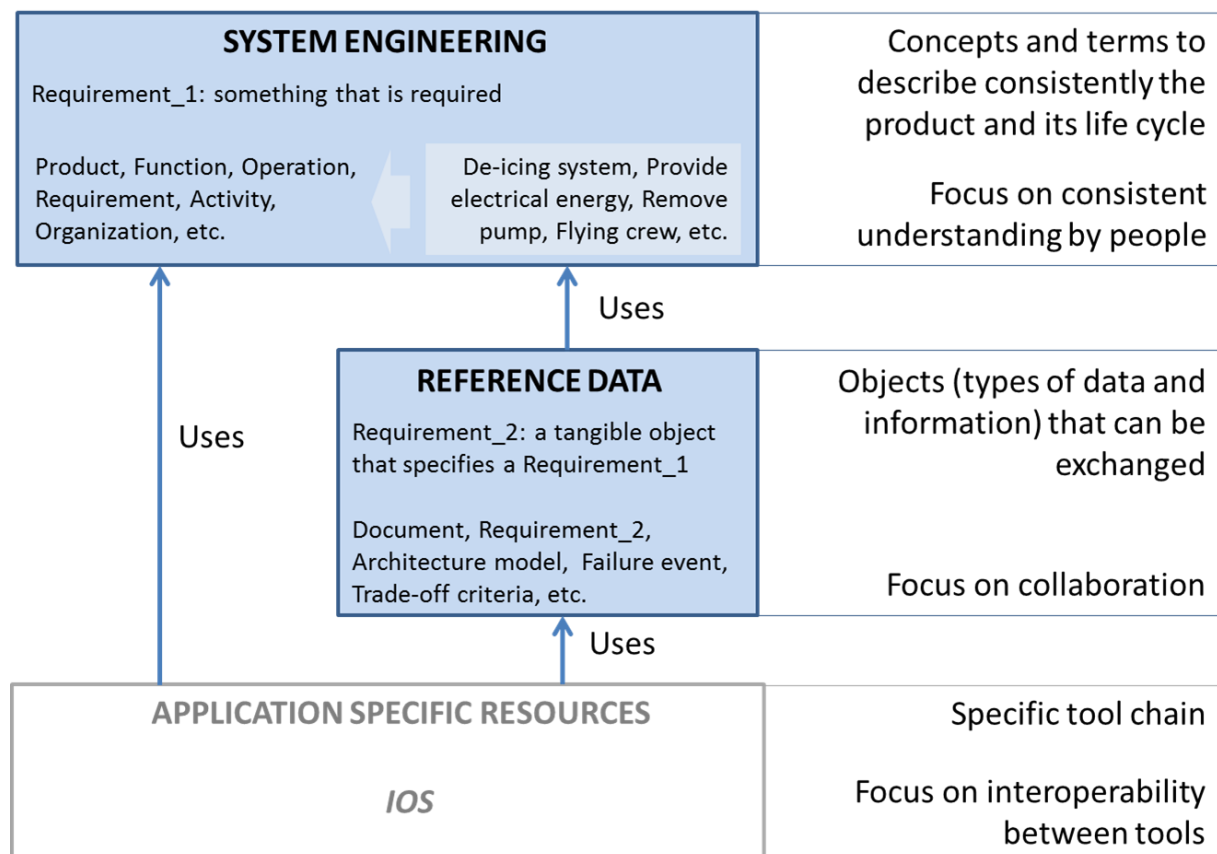 SYSTEM ENGINEERING
Requirement_1: something that is required
Product, Function, Operation,
Requirement, Activity,
Organization, etc.
De-icing system, Provide
electrical energy, Remove
pump, Flying crew, etc.
Concepts and terms to
describe consistently the
product and its life cycle
Focus on consistent
understanding by people
Uses
Uses
REFERENCE DATA
Requirement_2: a tangible object
that specifies a Requirement_1
Document, Requirement_2,
Architecture model, Failure event,
Trade-off criteria, etc.
Objects (types of data and
information) that can be
exchanged
Focus on collaboration
Uses
APPLICATION SPECIFIC RESOURCES
IOS
Specific tool chain
Focus on interoperability
between tools